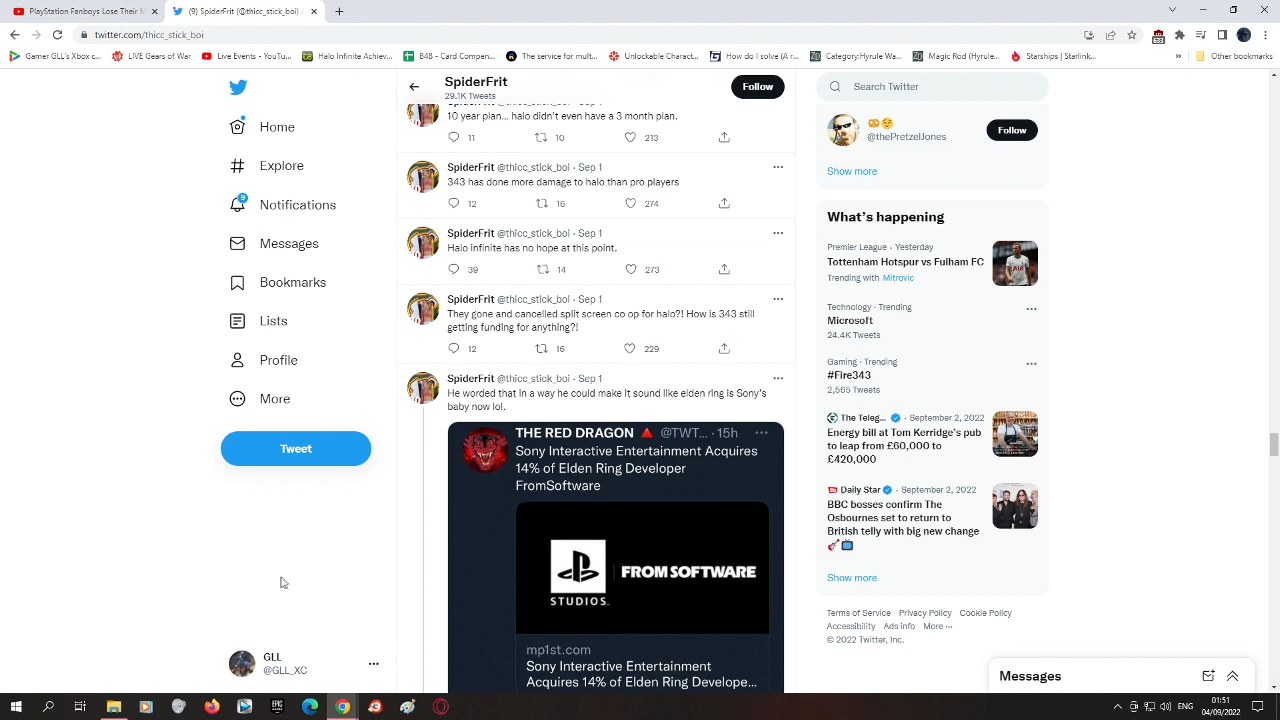 PlayStation Fanboys Lose Their M
(9) SpiderFrit (@thicc_stick_boi) /
twitter.com/thicc_stick_boi
633
Gamer GLL's Xbox c...
LIVE Gears of War
Live Events - YouTu...
Halo Infinite Achiev...
B4B - Card Compen...
The service for mult...
Unlockable Charact...
How do I solve (A r...
Category:Hyrule Wa...
Magic Rod (Hyrule...
Starships | Starlink...
»
Other bookmarks
SpiderFrit
29.1K Tweets
Follow
Search Twitter
Home
Explore
9
Notifications
Messages
Bookmarks
Lists
Profile
More
Tweet
GLL
@GLL_XC
10 year plan... halo didn't even have a 3 month plan.
11 10 213
SpiderFrit @thicc_stick_boi · Sep 1
343 has done more damage to halo than pro players
12 16 274
SpiderFrit @thicc_stick_boi · Sep 1
Halo infinite has no hope at this point.
39 14 273
SpiderFrit @thicc_stick_boi · Sep 1
They gone and cancelled split screen co op for halo?! How is 343 still
getting funding for anything?!
12 16 229
SpiderFrit @thicc_stick_boi · Sep 1
He worded that in a way he could make it sound like elden ring is Sony's
baby now lol.
THE RED DRAGON 🔺 @TWT... · 15h
Sony Interactive Entertainment Acquires
14% of Elden Ring Developer
FromSoftware
PlayStation
STUDIOS
FROMSOFTWARE
mp1st.com
Sony Interactive Entertainment
Acquires 14% of Elden Ring Develope...
🥨😉
@thePretzelJones
Follow
Show more
What's happening
Premier League · Yesterday
Tottenham Hotspur vs Fulham FC
Trending with Mitrovic
Technology · Trending
Microsoft
24.4K Tweets
Gaming · Trending
#Fire343
2,565 Tweets
The Teleg... · September 2, 2022
Energy bill at Tom Kerridge's pub
to leap from £60,000 to
£420,000
Daily Star · September 2, 2022
BBC bosses confirm The
Osbournes set to return to
British telly with big new change
🎸📺
Show more
Terms of Service Privacy Policy Cookie Policy
Accessibility Ads info More ···
© 2022 Twitter, Inc.
Messages
ENG
01:51
04/09/2022